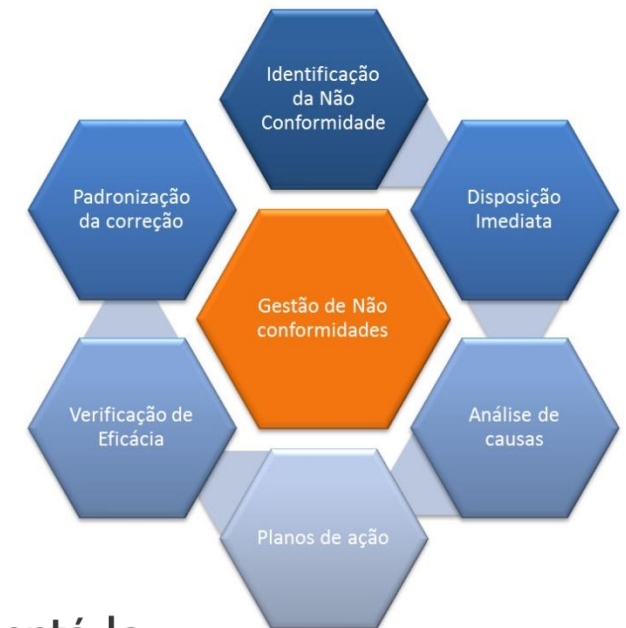 Identificação
da Não
Conformidade
Disposição
Imediata
Análise de
causas
Planos de ação
Verificação de
Eficácia
Padronização
da correção
Gestão de Não
conformidades